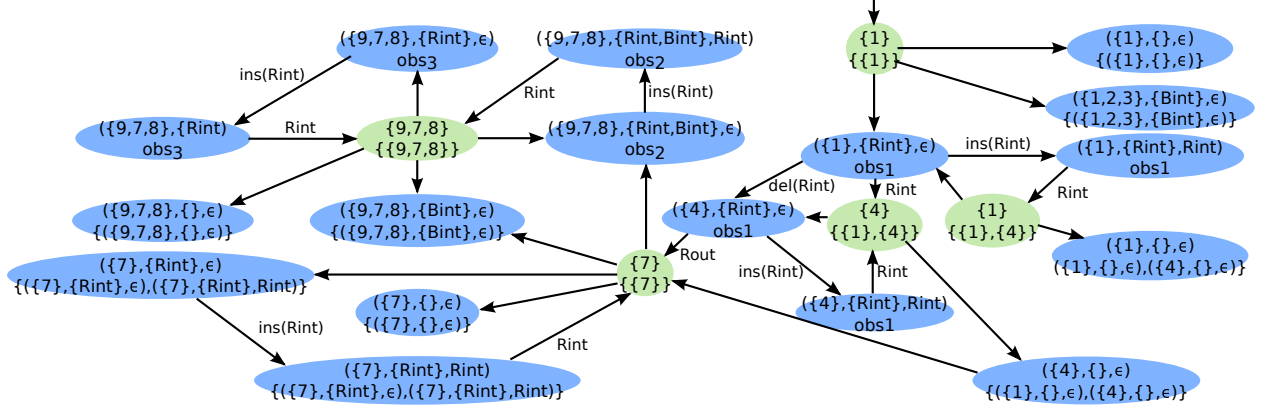 ({9,7,8},{Rint},ϵ)
obs3
({9,7,8},{Rint,Bint},Rint)
obs2
ins(Rint)
Rint
ins(Rint)
({9,7,8},{Rint)
obs3
Rint
{9,7,8}
{{9,7,8}}
({9,7,8},{Rint,Bint},ϵ)
obs2
({9,7,8},{},ϵ)
{({9,7,8},{},ϵ)}
({9,7,8},{Bint},ϵ)
{({9,7,8},{Bint},ϵ)}
({7},{Rint},ϵ)
{({7},{Rint},ϵ),({7},{Rint},Rint)}
{7}
{{7}}
({7},{},ϵ)
{({7},{},ϵ)}
ins(Rint)
Rint
({7},{Rint},Rint)
{({7},{Rint},ϵ),({7},{Rint},Rint)}
{1}
{{1}}
({1},{},ϵ)
{({1},{},ϵ)}
({1,2,3},{Bint},ϵ)
{({1,2,3},{Bint},ϵ)}
({1},{Rint},ϵ)
obs1
ins(Rint)
({1},{Rint},Rint)
obs1
del(Rint)
Rint
Rint
({4},{Rint},ϵ)
obs1
{4}
{{1},{4}}
{1}
{{1},{4}}
Rout
ins(Rint)
Rint
({1},{},ϵ)
({1},{},ϵ),({4},{},ϵ)}
({4},{Rint},Rint)
obs1
({4},{},ϵ)
{({1},{},ϵ),({4},{},ϵ)}